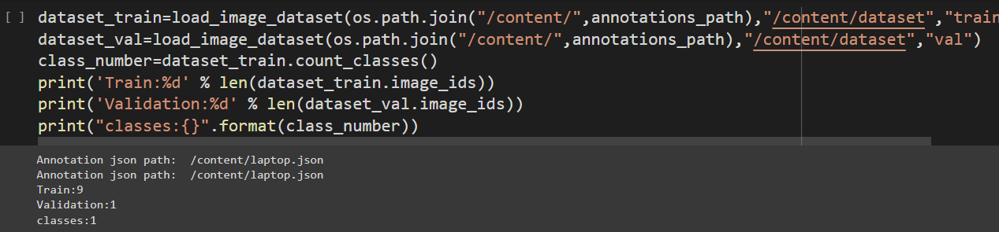 [ ] dataset_train=load_image_dataset(os.path.join("/content/",annotations_path),"/content/dataset","train
dataset_val=load_image_dataset(os.path.join("/content/",annotations_path),"/content/dataset","val")
class_number=dataset_train.count_classes()
print('Train:%d' % len(dataset_train.image_ids))
print('Validation:%d' % len(dataset_val.image_ids))
print("classes:{}".format(class_number))
Annotation json path:  /content/laptop.json
Annotation json path:  /content/laptop.json
Train:9
Validation:1
classes:1